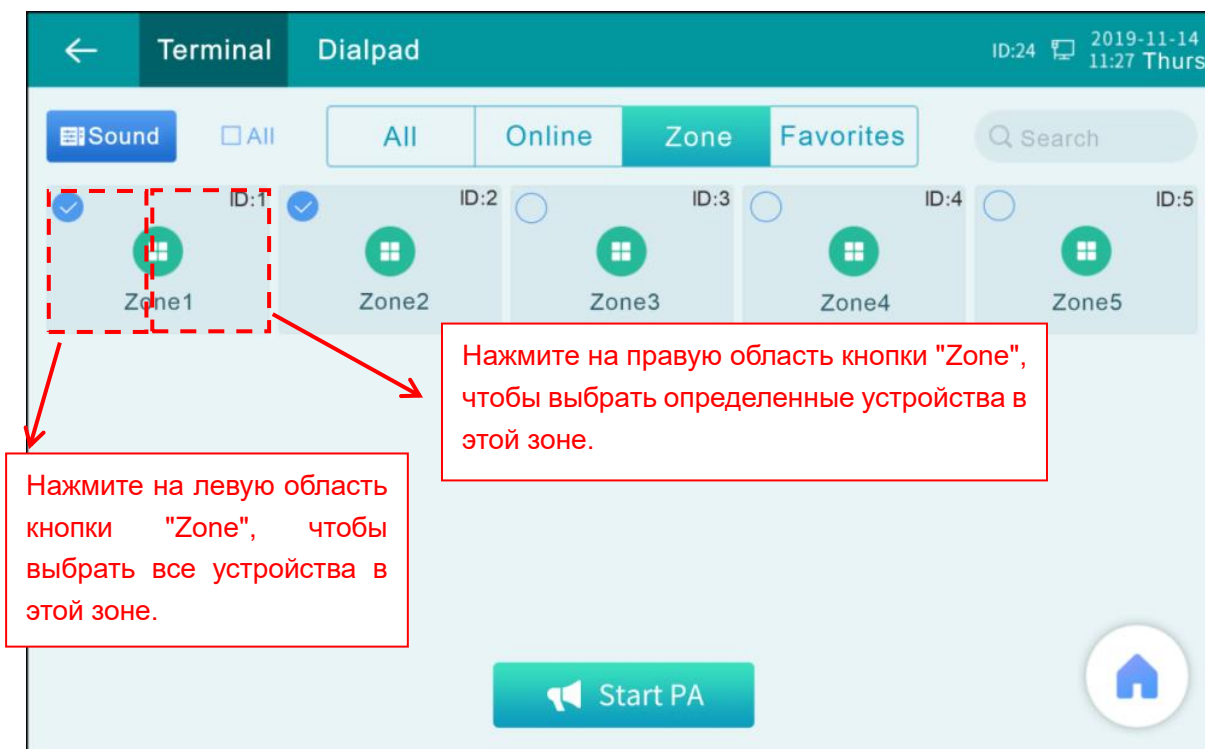 Terminal Dialpad ID:24 2019-11-14
11:27 Thurs
Sound All All Online Zone Favorites Search
ID:1 ID:2 ID:3 ID:4 ID:5
Zone1 Zone2 Zone3 Zone4 Zone5
Нажмите на правую область кнопки "Zone",
чтобы выбрать определенные устройства в
этой зоне.
Нажмите на левую область
кнопки "Zone", чтобы
выбрать все устройства в
этой зоне.
Start PA